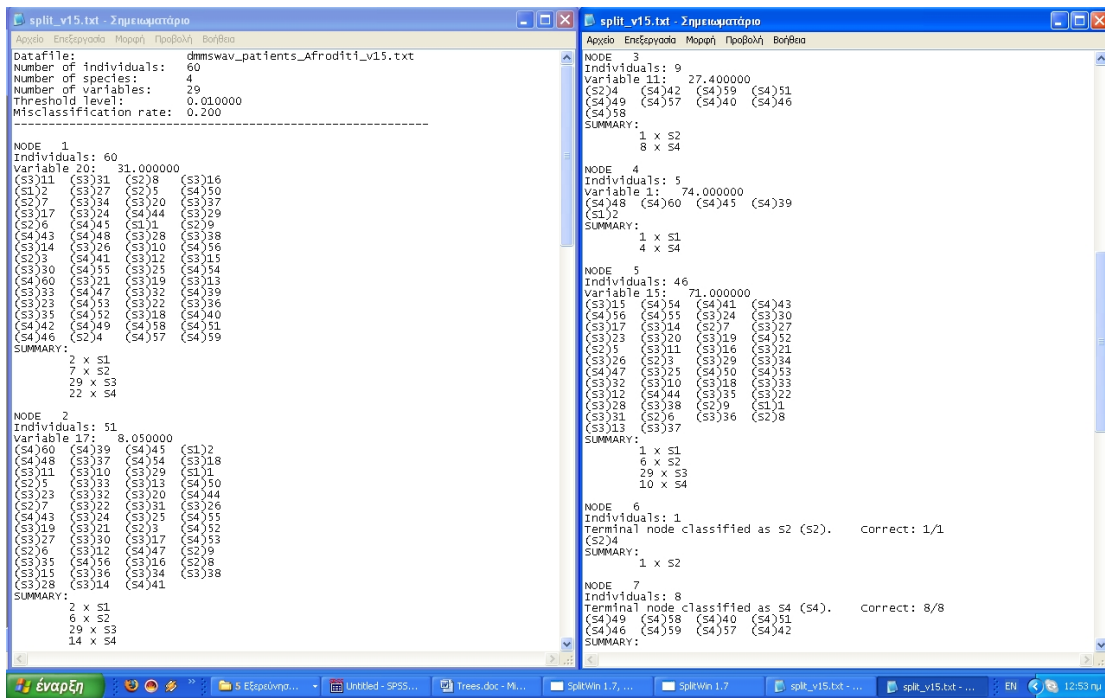 split_v15.txt - Σημειωματάριο
Αρχείο Επεξεργασία Μορφή Προβολή Βοήθεια
Datafile: dmmswav_patients_Afroditi_v15.txt
Number of individuals: 60
Number of species: 4
Number of variables: 29
Threshold level: 0.010000
Misclassification rate: 0.200
------------------------------------------------------------
NODE 1
Individuals: 60
Variable 20: 31.000000
(S3)11 (S3)31 (S2)8 (S3)16
(S1)2 (S3)27 (S2)5 (S4)50
(S2)7 (S3)34 (S3)20 (S3)37
(S3)17 (S3)24 (S4)44 (S3)29
(S2)6 (S4)45 (S1)1 (S2)9
(S4)43 (S4)48 (S3)28 (S3)38
(S3)14 (S3)26 (S3)10 (S4)56
(S2)3 (S4)41 (S3)12 (S3)15
(S3)30 (S4)55 (S3)25 (S4)54
(S4)60 (S3)21 (S3)19 (S3)13
(S3)33 (S4)47 (S3)32 (S4)39
(S3)23 (S4)53 (S3)22 (S3)36
(S3)35 (S4)52 (S3)18 (S4)40
(S4)42 (S4)49 (S4)58 (S4)51
(S4)46 (S2)4 (S4)57 (S4)59
SUMMARY:
2 x S1
7 x S2
29 x S3
22 x S4
NODE 2
Individuals: 51
Variable 17: 8.050000
(S4)60 (S4)39 (S4)45 (S1)2
(S4)48 (S3)37 (S4)54 (S3)18
(S3)11 (S3)10 (S3)29 (S1)1
(S2)5 (S3)33 (S3)13 (S4)50
(S3)23 (S3)32 (S3)20 (S4)44
(S2)7 (S3)22 (S3)31 (S3)26
(S4)43 (S3)24 (S3)25 (S4)55
(S3)19 (S3)21 (S2)3 (S4)52
(S3)27 (S3)30 (S3)17 (S4)53
(S2)6 (S3)12 (S4)47 (S2)9
(S3)35 (S4)56 (S3)16 (S2)8
(S3)15 (S3)36 (S3)34 (S3)38
(S3)28 (S3)14 (S4)41
SUMMARY:
2 x S1
6 x S2
29 x S3
14 x S4
split_v15.txt - Σημειωματάριο
Αρχείο Επεξεργασία Μορφή Προβολή Βοήθεια
NODE 3
Individuals: 9
Variable 11: 27.400000
(S2)4 (S4)42 (S4)59 (S4)51
(S4)49 (S4)57 (S4)40 (S4)46
(S4)58
SUMMARY:
1 x S2
8 x S4
NODE 4
Individuals: 5
Variable 1: 74.000000
(S4)48 (S4)60 (S4)45 (S4)39
(S1)2
SUMMARY:
1 x S1
4 x S4
NODE 5
Individuals: 46
Variable 15: 71.000000
(S3)15 (S4)54 (S4)41 (S4)43
(S4)56 (S4)55 (S3)24 (S3)30
(S3)17 (S3)14 (S2)7 (S3)27
(S3)23 (S3)20 (S3)19 (S4)52
(S2)5 (S3)11 (S3)16 (S3)21
(S3)26 (S2)3 (S3)29 (S3)34
(S4)47 (S3)25 (S4)50 (S4)53
(S3)32 (S3)10 (S3)18 (S3)33
(S3)12 (S4)44 (S3)35 (S3)22
(S3)28 (S3)38 (S2)9 (S1)1
(S3)31 (S2)6 (S3)36 (S2)8
(S3)13 (S3)37
SUMMARY:
1 x S1
6 x S2
29 x S3
10 x S4
NODE 6
Individuals: 1
Terminal node classified as S2 (S2). Correct: 1/1
(S2)4
SUMMARY:
1 x S2
NODE 7
Individuals: 8
Terminal node classified as S4 (S4). Correct: 8/8
(S4)49 (S4)58 (S4)40 (S4)51
(S4)46 (S4)59 (S4)57 (S4)42
SUMMARY:
έναρξη 5 Εξερεύνησ... Untitled - SPSS... Trees.doc - Mi... SplitWin 1.7, ... SplitWin 1.7 split_v15.txt - ... split_v15.txt - ... EN 12:53 πμ